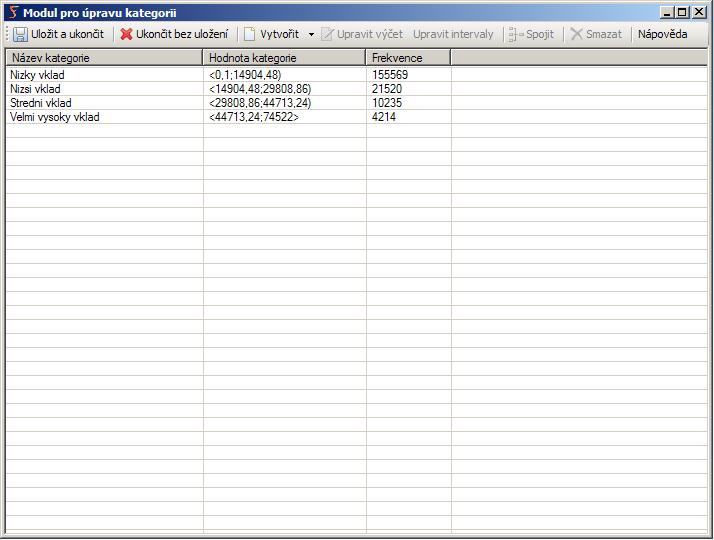 Modul pro úpravu kategorii
Uložit a ukončit Ukončit bez uložení Vytvořit Upravit výčet Upravit intervaly Spojit Smazat Nápověda
Název kategorie Hodnota kategorie Frekvence
Nizky vklad <0,1;14904,48) 155569
Nizsi vklad <14904,48;29808,86) 21520
Stredni vklad <29808,86;44713,24) 10235
Velmi vysoky vklad <44713,24;74522> 4214